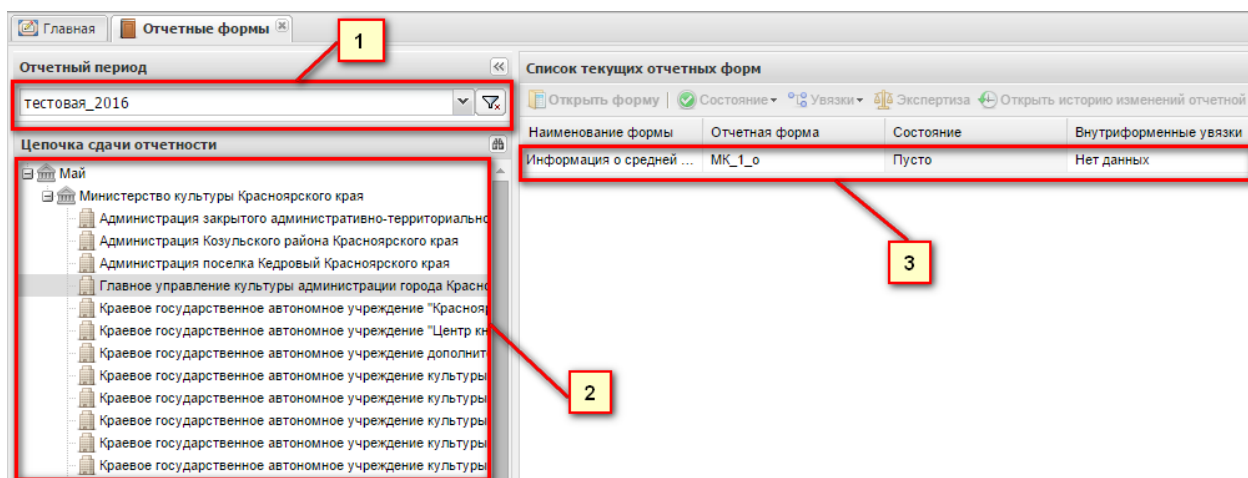 Главная Отчетные формы
1
Отчетный период
Список текущих отчетных форм
тестовая_2016
Открыть форму Состояние Увязки Экспертиза Открыть историю изменений отчетной
Цепочка сдачи отчетности
Наименование формы Отчетная форма Состояние Внутриформенные увязки
Информация о средней ... МК_1_о Пусто Нет данных
Май
Министерство культуры Красноярского края
Администрация закрытого административно-территориально
Администрация Козульского района Красноярского края
Администрация поселка Кедровый Красноярского края
3
Главное управление культуры администрации города Красно
Краевое государственное автономное учреждение "Краснояр
Краевое государственное автономное учреждение "Центр кн
Краевое государственное автономное учреждение дополнит
Краевое государственное автономное учреждение культуры
2
Краевое государственное автономное учреждение культуры
Краевое государственное автономное учреждение культуры
Краевое государственное автономное учреждение культуры
Краевое государственное автономное учреждение культуры